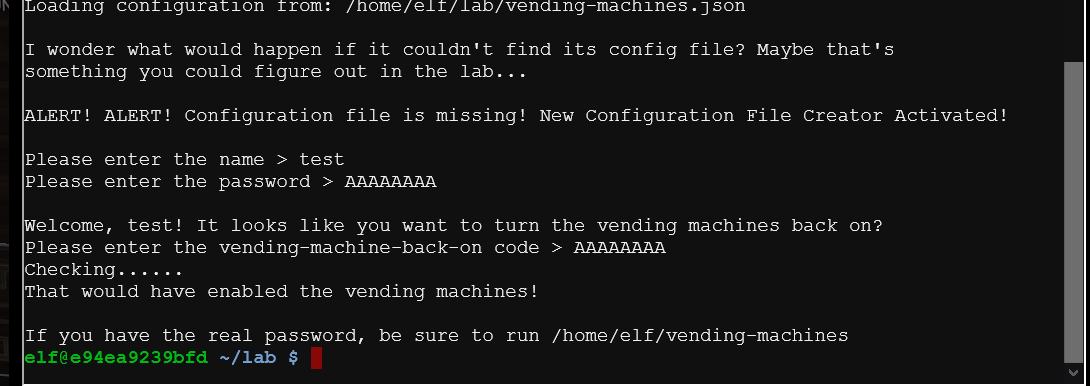 Loading configuration from: /home/elf/lab/vending-machines.json
I wonder what would happen if it couldn't find its config file? Maybe that's
something you could figure out in the lab...
ALERT! ALERT! Configuration file is missing! New Configuration File Creator Activated!
Please enter the name > test
Please enter the password > AAAAAAAA
Welcome, test! It looks like you want to turn the vending machines back on?
Please enter the vending-machine-back-on code > AAAAAAAA
Checking......
That would have enabled the vending machines!
If you have the real password, be sure to run /home/elf/vending-machines
elf@e94ea9239bfd ~/lab $